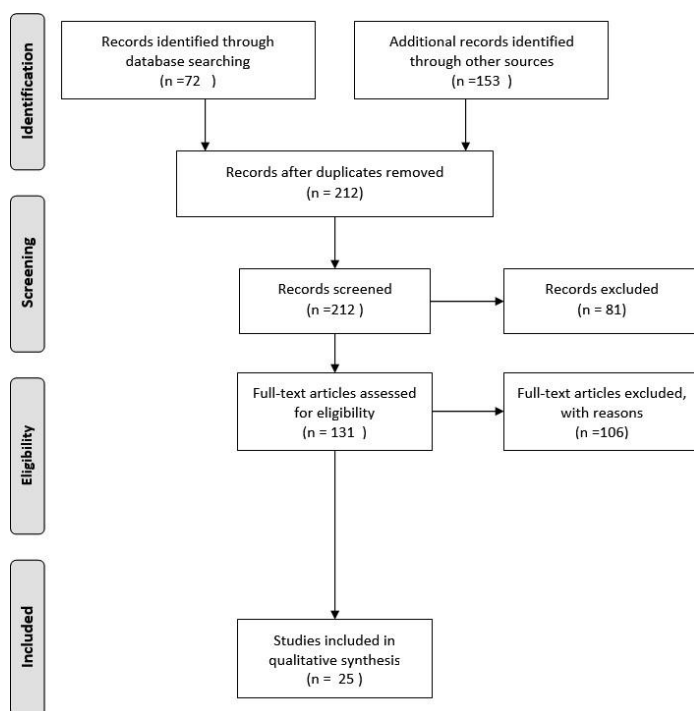 Identification
Records identified through
database searching
(n =72   )
Additional records identified
through other sources
(n =153  )
Records after duplicates removed
(n = 212)
Screening
Records screened
(n =212 )
Records excluded
(n = 81)
Eligibility
Full-text articles assessed
for eligibility
(n = 131  )
Full-text articles excluded,
with reasons
(n =106)
Included
Studies included in
qualitative synthesis
(n =  25 )